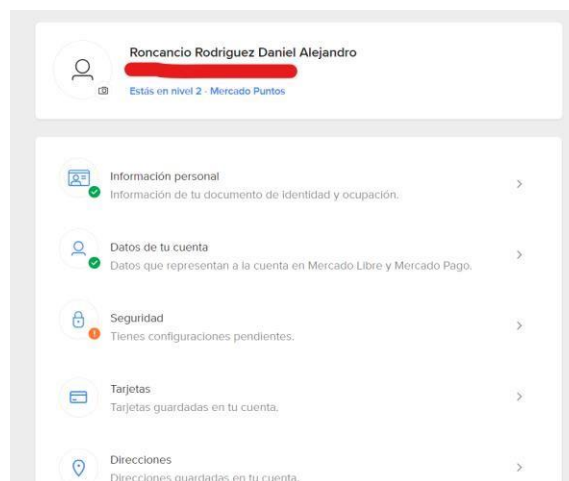 Roncancio Rodriguez Daniel Alejandro
Estás en nivel 2 - Mercado Puntos
Información personal
Información de tu documento de identidad y ocupación.
Datos de tu cuenta
Datos que representan a la cuenta en Mercado Libre y Mercado Pago.
Seguridad
Tienes configuraciones pendientes.
Tarjetas
Tarjetas guardadas en tu cuenta.
Direcciones
Direcciones guardadas en tu cuenta.